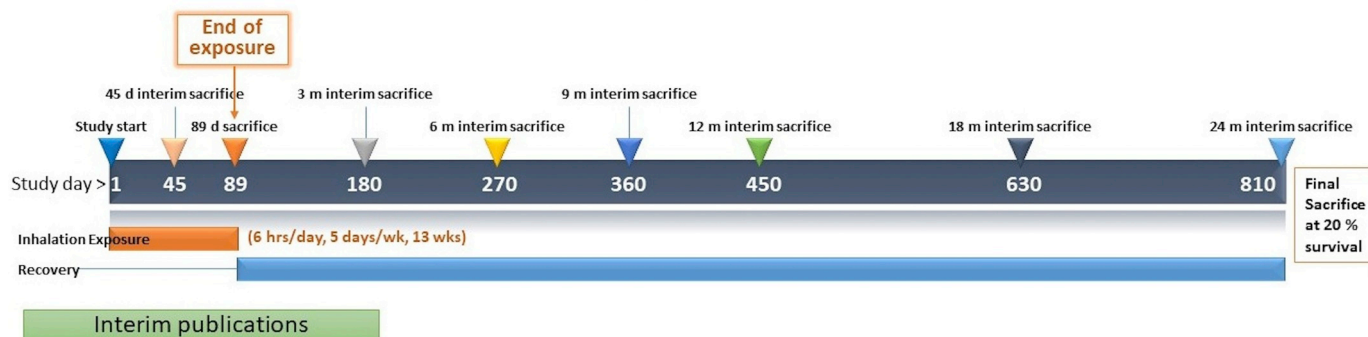 End of
exposure
45 d interim sacrifice
3 m interim sacrifice
9 m interim sacrifice
Study start
89 d sacrifice
6 m interim sacrifice
12 m interim sacrifice
18 m interim sacrifice
24 m interim sacrifice
Study day > 1 45 89 180 270 360 450 630 810
Final
Sacrifice
at 20 %
survival
Inhalation Exposure
(6 hrs/day, 5 days/wk, 13 wks)
Recovery
Interim publications